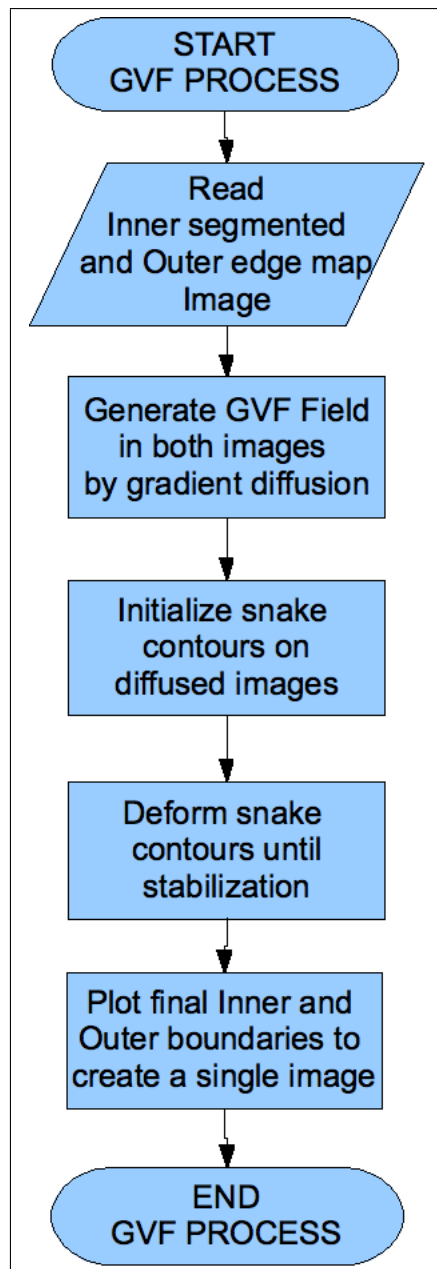 START
GVF PROCESS
Read
Inner segmented
and Outer edge map
Image
Generate GVF Field
in both images
by gradient diffusion
Initialize snake
contours on
diffused images
Deform snake
contours until
stabilization
Plot final Inner and
Outer boundaries to
create a single image
END
GVF PROCESS